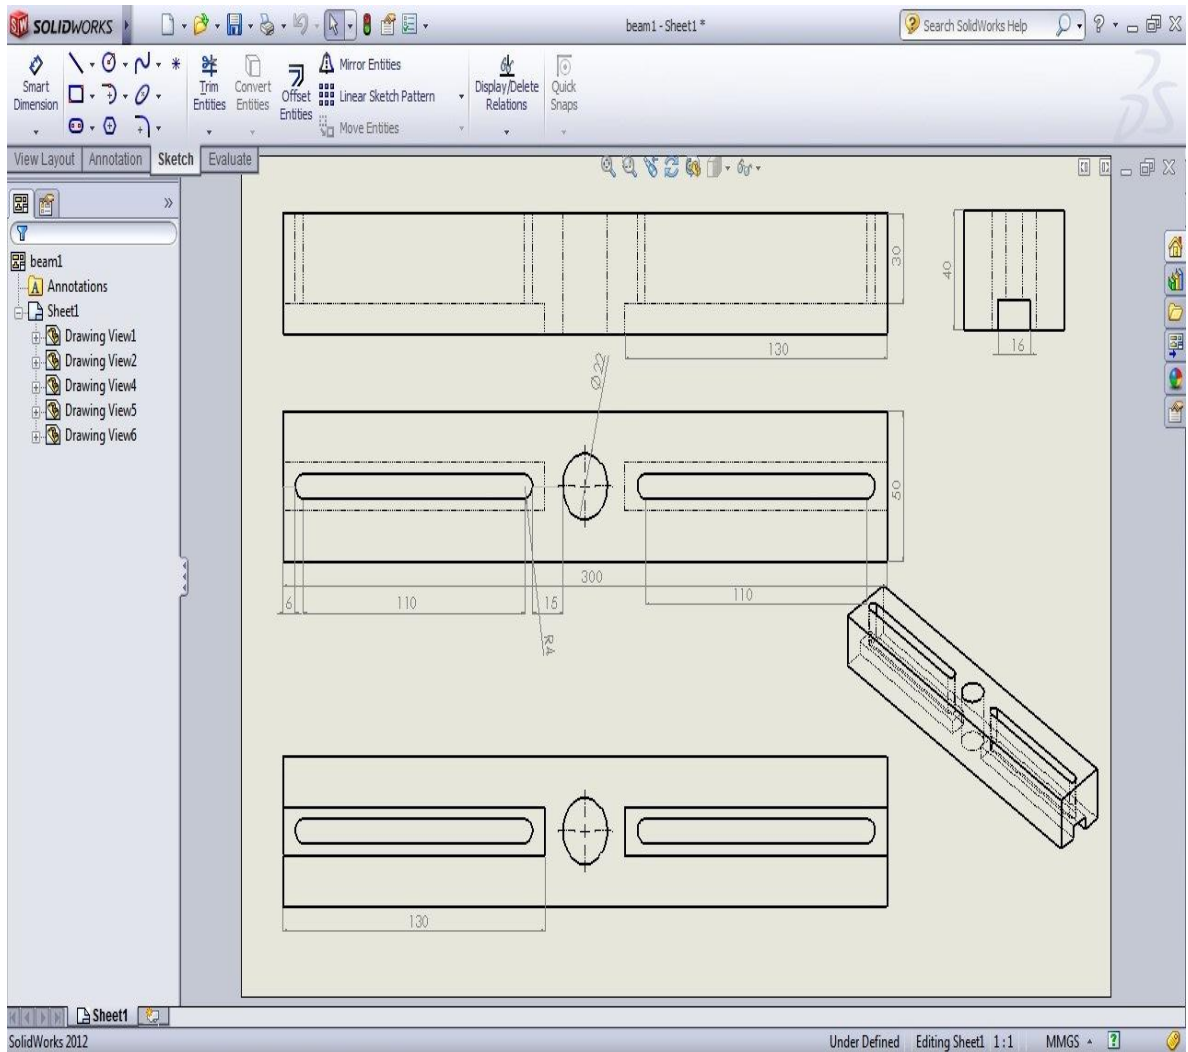 SOLIDWORKS
beam1 - Sheet1 *
Search SolidWorks Help
Smart Dimension
Trim Entities
Convert Entities
Offset Entities
Mirror Entities
Linear Sketch Pattern
Move Entities
Display/Delete Relations
Quick Snaps
View Layout Annotation Sketch Evaluate
beam1
Annotations
Sheet1
Drawing View1
Drawing View2
Drawing View4
Drawing View5
Drawing View6
30
40
130
16
Ø22
50
300
6
110
15
110
R4
130
Sheet1
SolidWorks 2012
Under Defined Editing Sheet1 1:1 MMGS